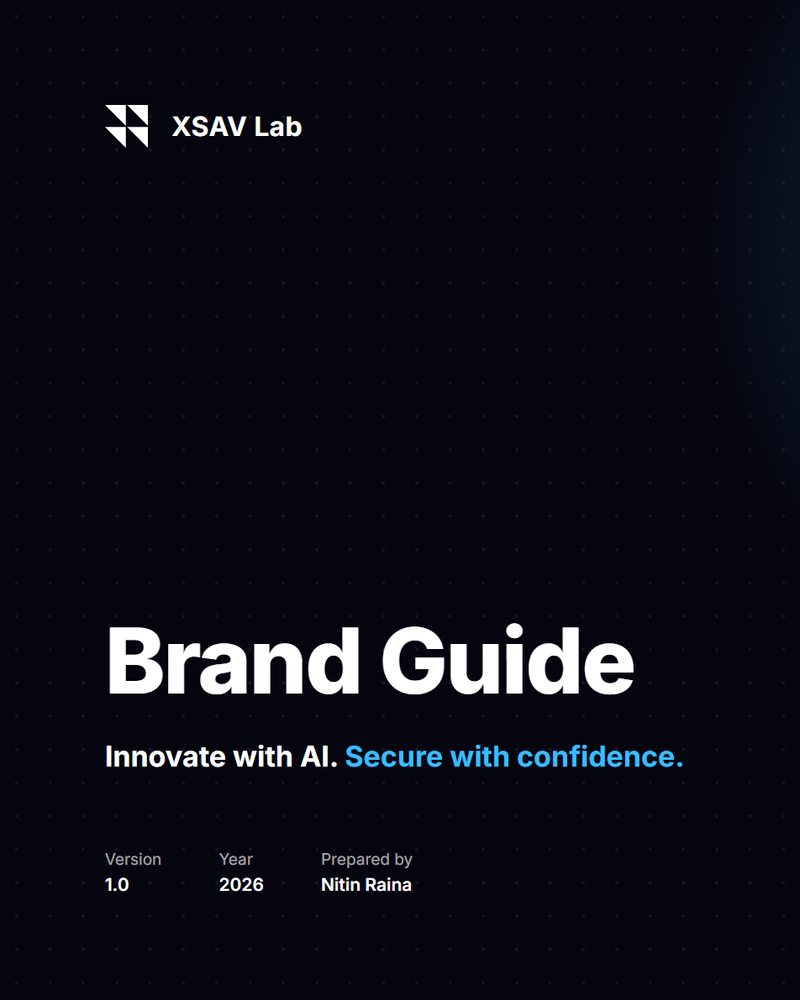 XSAV Lab
Brand Guide
Innovate with AI. Secure with confidence.
Version
1.0
Year
2026
Prepared by
Nitin Raina